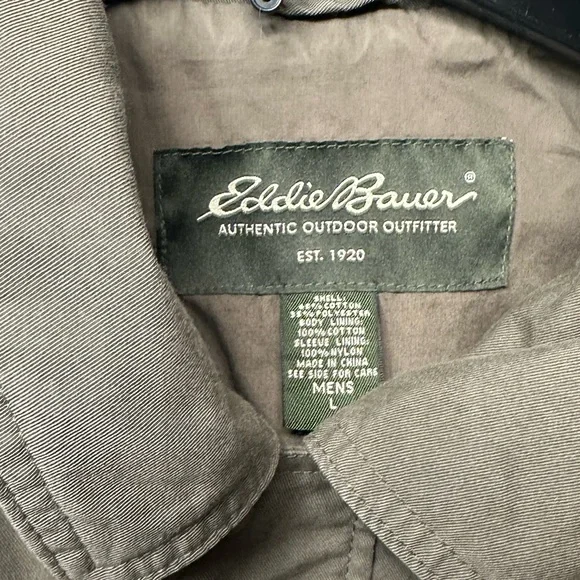 Eddie Bauer®
AUTHENTIC OUTDOOR OUTFITTER
EST. 1920
SHELL:
COTTON
POLYESTER
BODY LINING:
100% COTTON
SLEEVE LINING:
100% NYLON
MADE IN CHINA
SEE SIDE FOR CARE
MENS
L